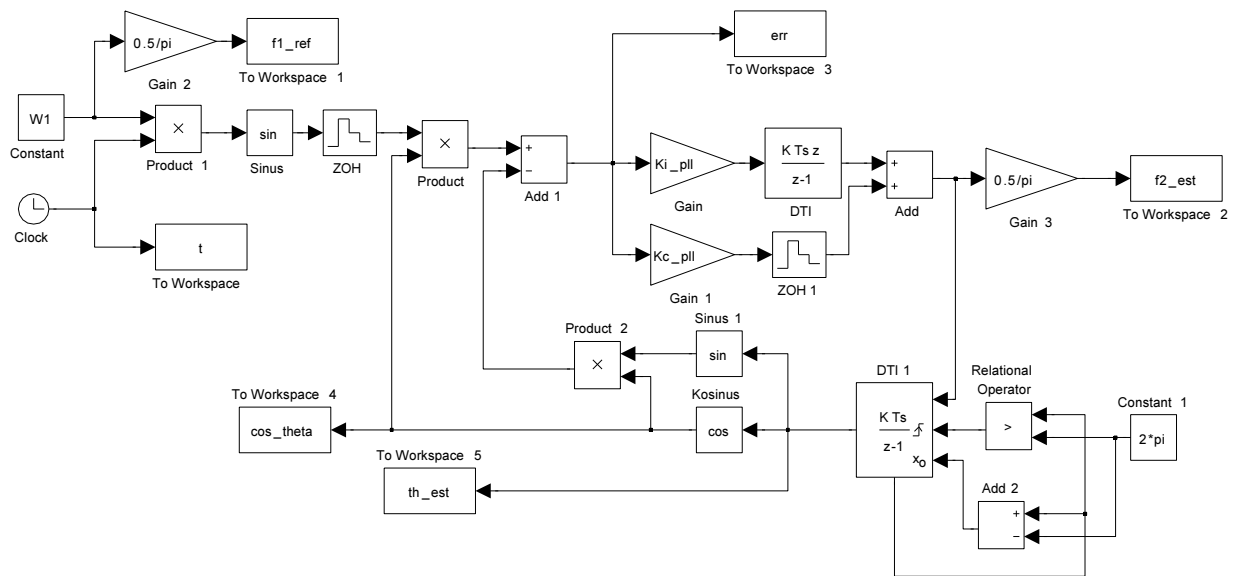 0.5/pi
f1_ref
To Workspace 1
Gain 2
err
To Workspace 3
W1
Constant
×
Product 1
sin
Sinus
ZOH
×
Product
+
−
Add 1
Ki_pll
Gain
K Ts z
z-1
DTI
+
+
Add
0.5/pi
Gain 3
f2_est
To Workspace 2
Clock
t
To Workspace
Kc_pll
Gain 1
ZOH 1
Product 2
×
Sinus 1
sin
To Workspace 4
cos_theta
Kosinus
cos
To Workspace 5
th_est
DTI 1
K Ts
z-1
xo
Relational
Operator
>
Constant 1
2*pi
Add 2
+
−